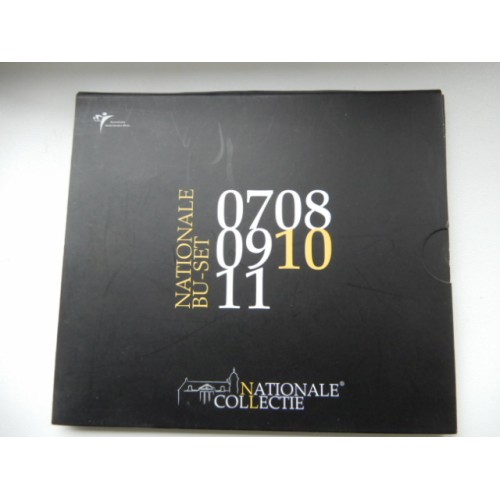 NATIONALE
BU-SET
0708
0910
11
NATIONALE®
COLLECTIE